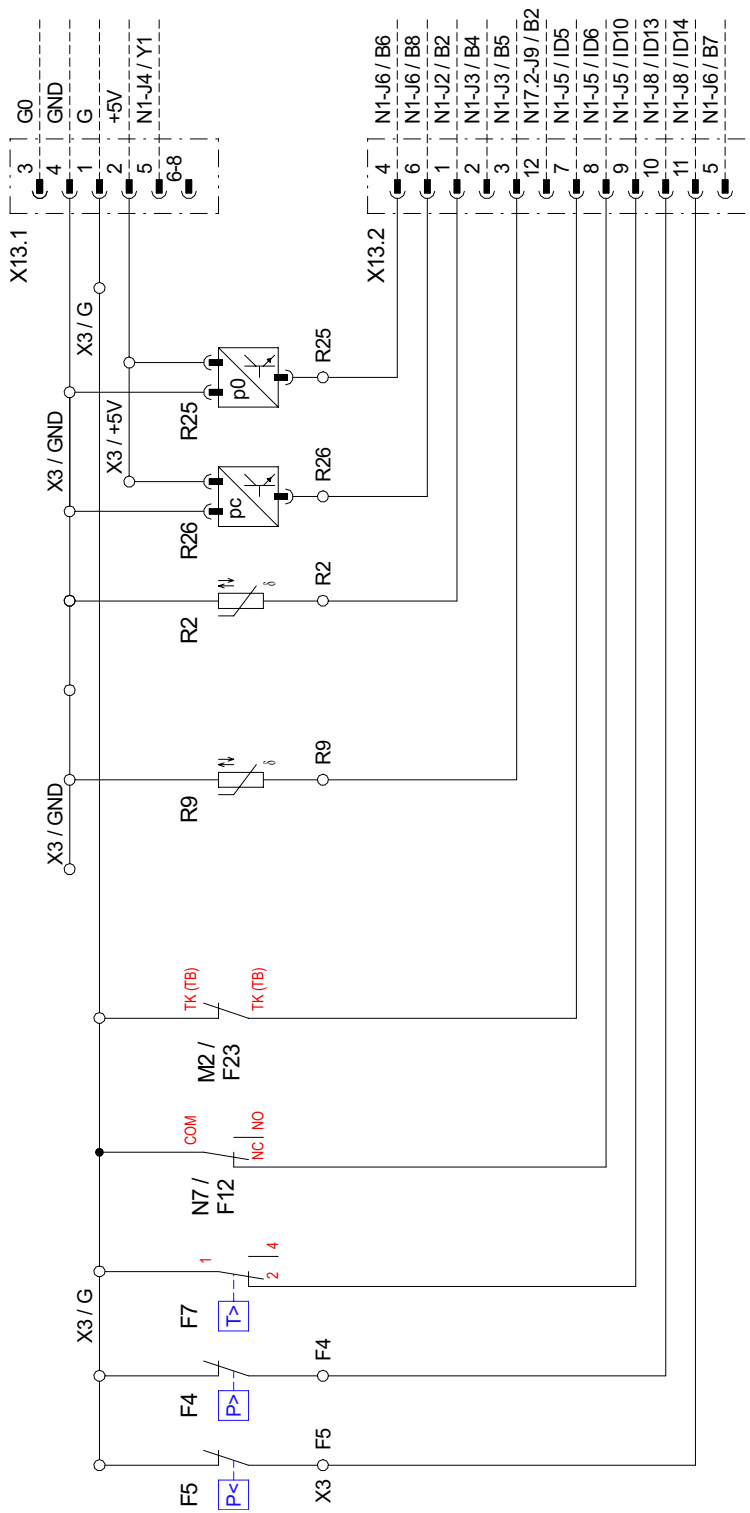 G0
GND
G
+5V
N1-J4 / Y1
3
4
1
2
5
6-8
X13.1
N1-J6 / B6
N1-J6 / B8
N1-J2 / B2
N1-J3 / B4
N1-J3 / B5
N17.2-J9 / B2
N1-J5 / ID5
N1-J5 / ID6
N1-J5 / ID10
N1-J8 / ID13
N1-J8 / ID14
N1-J6 / B7
4
6
1
2
3
12
7
8
9
10
11
5
X13.2
X3 / G
X3 / GND
X3 / +5V
R25
p0
R25
R26
pc
R26
R2
δ
R2
X3 / GND
R9
δ
R9
TK (TB)
TK (TB)
M2 /
F23
COM
NC
NO
N7 /
F12
X3 / G
1
2
4
F7
T>
F4
P>
F4
F5
P<
F5
X3